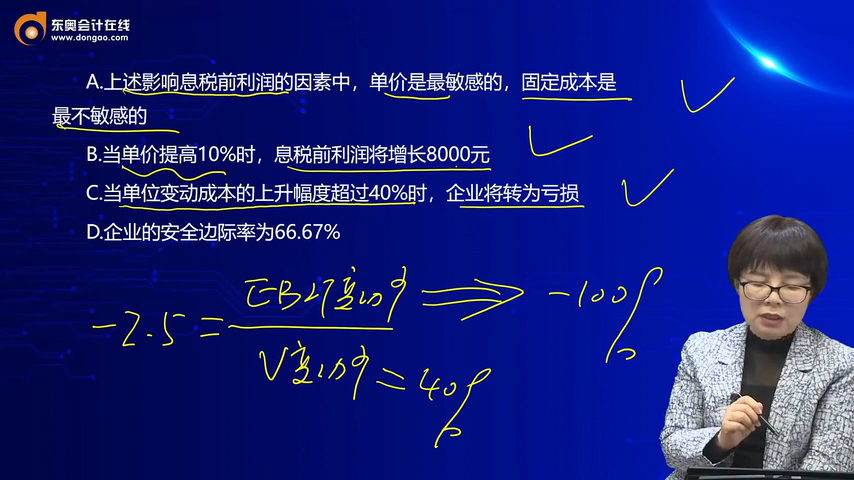 东奥会计在线
www.dongao.com
A.上述影响息税前利润的因素中，单价是最敏感的，固定成本是
最不敏感的
B.当单价提高10%时，息税前利润将增长8000元
C.当单位变动成本的上升幅度超过40%时，企业将转为亏损
D.企业的安全边际率为66.67%
-2.5 = EBIT变动% ⟹ -100%
V变动% = 40%